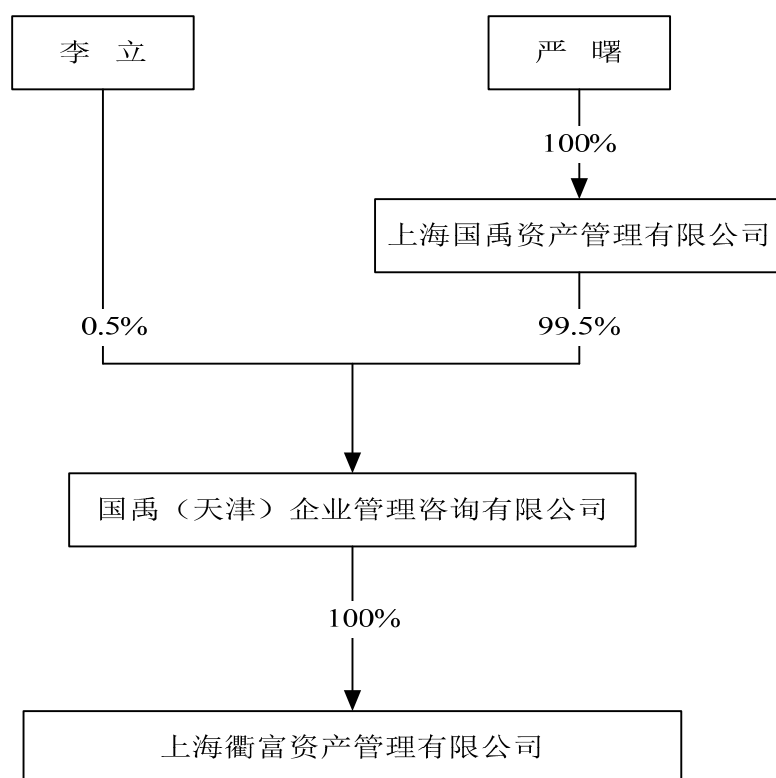 李 立
严 曙
100%
上海国禹资产管理有限公司
0.5%
99.5%
国禹（天津）企业管理咨询有限公司
100%
上海衢富资产管理有限公司